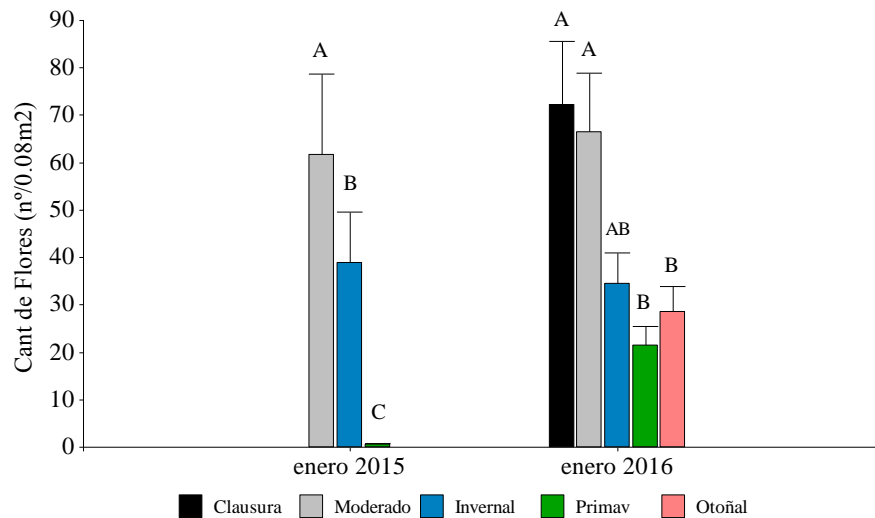 90
80
70
60
50
40
30
20
10
0
Cant de Flores (nº/0.08m2)
A
B
C
A
A
AB
B
B
enero 2015
enero 2016
Clausura Moderado Invernal Primav Otoñal